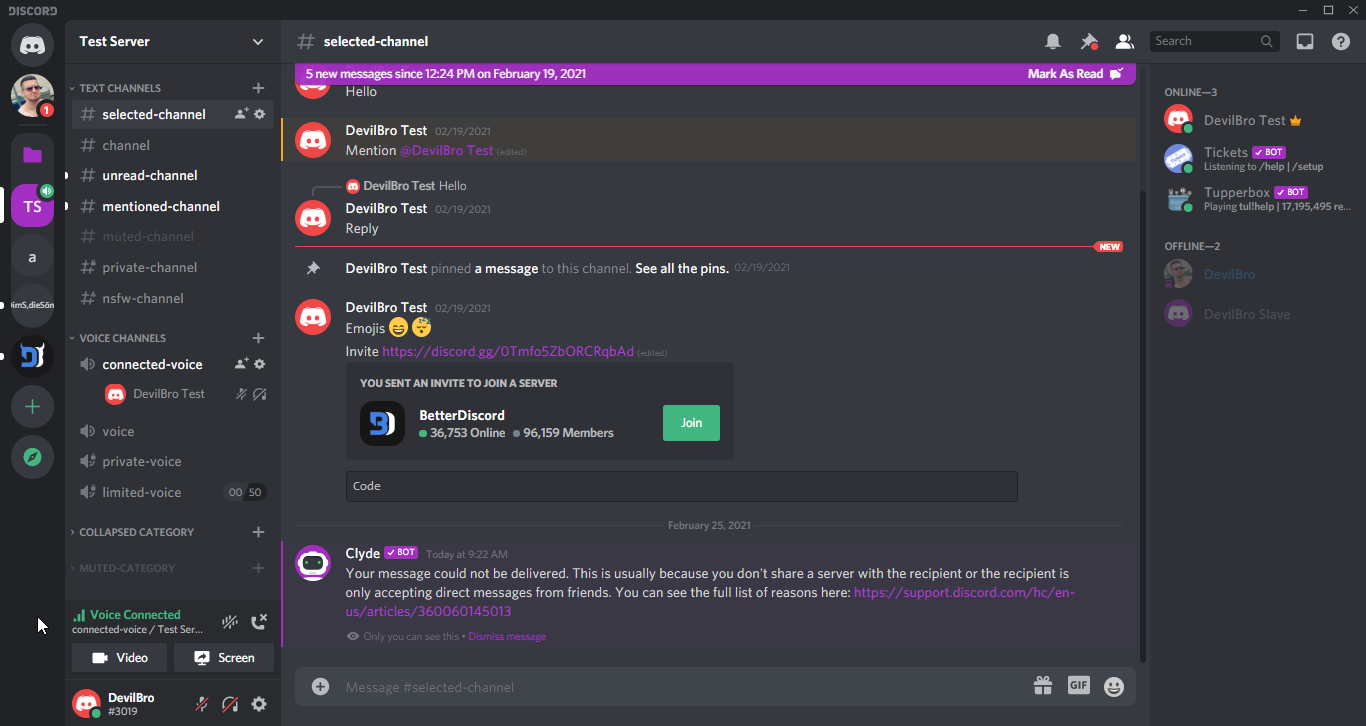 DISCORD
Test Server
selected-channel
Search
1
TS
a
TEXT CHANNELS
selected-channel
channel
unread-channel
mentioned-channel
muted-channel
private-channel
nsfw-channel
VOICE CHANNELS
connected-voice
DevilBro Test
voice
private-voice
limited-voice 00 50
COLLAPSED CATEGORY
MUTED-CATEGORY
Voice Connected
connected-voice / Test Ser...
Video
Screen
DevilBro
#3019
5 new messages since 12:24 PM on February 19, 2021 Mark As Read
Hello
DevilBro Test 02/19/2021
Mention @DevilBro Test (edited)
DevilBro Test Hello
DevilBro Test 02/19/2021
Reply
NEW
DevilBro Test pinned a message to this channel. See all the pins. 02/19/2021
DevilBro Test 02/19/2021
Emojis 😄 😴
Invite https://discord.gg/0Tmfo5ZbORCRqbAd (edited)
YOU SENT AN INVITE TO JOIN A SERVER
BetterDiscord
36,753 Online 96,159 Members
Join
Code
February 25, 2021
Clyde BOT Today at 9:22 AM
Your message could not be delivered. This is usually because you don't share a server with the recipient or the recipient is
only accepting direct messages from friends. You can see the full list of reasons here: https://support.discord.com/hc/en-
us/articles/360060145013
Only you can see this • Dismiss message
Message #selected-channel
GIF
ONLINE—3
DevilBro Test
Tickets BOT
Listening to /help | /setup
Tupperbox BOT
Playing tul!help | 17,195,495 re...
OFFLINE—2
DevilBro
DevilBro Slave